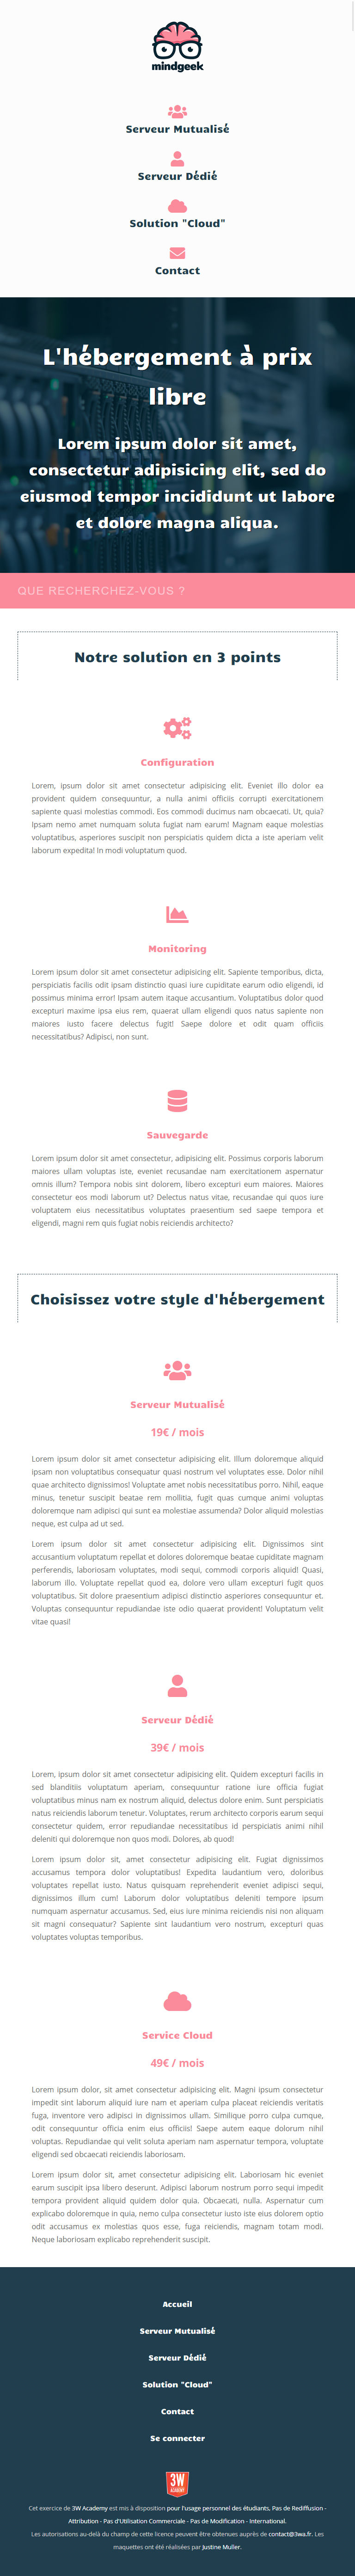 mindgeek
Serveur Mutualisé
Serveur Dédié
Solution "Cloud"
Contact
L'hébergement à prix
libre
Lorem ipsum dolor sit amet,
consectetur adipisicing elit, sed do
eiusmod tempor incididunt ut labore
et dolore magna aliqua.
QUE RECHERCHEZ-VOUS ?
Notre solution en 3 points
Configuration
Lorem, ipsum dolor sit amet consectetur adipisicing elit. Eveniet illo dolor ea
provident quidem consequuntur, a nulla animi officiis corrupti exercitationem
sapiente quasi molestias commodi. Eos commodi ducimus nam obcaecati. Ut, quia?
Ipsam nemo amet numquam soluta fugiat nam earum! Magnam eaque molestias
voluptatibus, asperiores suscipit non perspiciatis quidem dicta a iste aperiam velit
laborum expedita! In modi voluptatum quod.
Monitoring
Lorem ipsum dolor sit amet consectetur adipisicing elit. Sapiente temporibus, dicta,
perspiciatis facilis odit ipsam distinctio quasi iure cupiditate earum odio eligendi, id
possimus minima error! Ipsam autem itaque accusantium. Voluptatibus dolor quod
excepturi maxime ipsa eius rem, quaerat ullam eligendi quos natus sapiente non
maiores iusto facere delectus fugit! Saepe dolore et odit quam officiis
necessitatibus? Adipisci, non sunt.
Sauvegarde
Lorem ipsum dolor sit amet consectetur, adipisicing elit. Possimus corporis laborum
maiores ullam voluptas iste, eveniet recusandae nam exercitationem aspernatur
omnis illum? Tempora nobis sint dolorem, libero excepturi eum maiores. Maiores
consectetur eos modi laborum ut? Delectus natus vitae, recusandae qui quos iure
voluptatem eius necessitatibus voluptates praesentium sed saepe tempora et
eligendi, magni rem quis fugiat nobis reiciendis architecto?
Choisissez votre style d'hébergement
Serveur Mutualisé
19€ / mois
Lorem ipsum dolor sit amet consectetur adipisicing elit. Illum doloremque aliquid
ipsam non voluptatibus consequatur quasi nostrum vel voluptates esse. Dolor nihil
quae architecto dignissimos! Voluptate amet nobis necessitatibus porro. Nihil, eaque
minus, tenetur suscipit beatae rem mollitia, fugit quas cumque animi voluptas
doloremque nam adipisci qui sunt ea molestiae assumenda? Dolor aliquid molestias
neque, est culpa ad ut sed.
Lorem ipsum dolor sit amet consectetur adipisicing elit. Dignissimos sint
accusantium voluptatum repellat et dolores doloremque beatae cupiditate magnam
perferendis, laboriosam voluptates, modi sequi, commodi corporis aliquid! Quasi,
laborum illo. Voluptate repellat quod ea, dolore vero ullam excepturi fugit quos
voluptatibus. Sit dolore praesentium adipisci distinctio asperiores consequuntur et.
Voluptas consequuntur repudiandae iste odio quaerat provident! Voluptatum velit
vitae quasi!
Serveur Dédié
39€ / mois
Lorem, ipsum dolor sit amet consectetur adipisicing elit. Quidem excepturi facilis in
sed blanditiis voluptatum aperiam, consequuntur ratione iure officia fugiat
voluptatibus minus nam ex nostrum aliquid, delectus dolore enim. Sunt perspiciatis
natus reiciendis laborum tenetur. Voluptates, rerum architecto corporis earum sequi
consectetur quidem, error repudiandae necessitatibus id perspiciatis animi nihil
deleniti qui doloremque non quos modi. Dolores, ab quod!
Lorem ipsum dolor sit, amet consectetur adipisicing elit. Fugiat dignissimos
accusamus tempora dolor voluptatibus! Expedita laudantium vero, doloribus
voluptates repellat iusto. Natus quisquam reprehenderit eveniet adipisci sequi,
dignissimos illum cum! Laborum dolor voluptatibus deleniti tempore ipsum
numquam aspernatur accusamus. Sed, eius iure minima reiciendis nisi non aliquam
sit magni consequatur? Sapiente sint laudantium vero nostrum, excepturi quas
voluptates voluptas temporibus.
Service Cloud
49€ / mois
Lorem ipsum dolor, sit amet consectetur adipisicing elit. Magni ipsum consectetur
impedit sint laborum aliquid iure nam et aperiam culpa placeat reiciendis veritatis
fuga, inventore vero adipisci in dignissimos ullam. Similique porro culpa cumque,
odit consequuntur officia enim eius officiis! Saepe autem eaque dolorum nihil
voluptas. Repudiandae qui velit soluta aperiam nam aspernatur tempora, voluptate
eligendi sed obcaecati reiciendis laboriosam.
Lorem ipsum dolor sit, amet consectetur adipisicing elit. Laboriosam hic eveniet
earum suscipit ipsa libero deserunt. Adipisci laborum nostrum porro sequi impedit
tempora provident aliquid quidem dolor quia. Obcaecati, nulla. Aspernatur cum
explicabo doloremque in quia, nemo culpa consectetur iusto iste eius dolorem optio
odit accusamus ex molestias quos esse, fuga reiciendis, magnam totam modi.
Neque laboriosam explicabo reprehenderit suscipit.
Accueil
Serveur Mutualisé
Serveur Dédié
Solution "Cloud"
Contact
Se connecter
3W
ACADEMY
Cet exercice de 3W Academy est mis à disposition pour l'usage personnel des étudiants, Pas de Rediffusion -
Attribution - Pas d'Utilisation Commerciale - Pas de Modification - International.
Les autorisations au-delà du champ de cette licence peuvent être obtenues auprès de contact@3wa.fr. Les
maquettes ont été réalisées par Justine Muller.